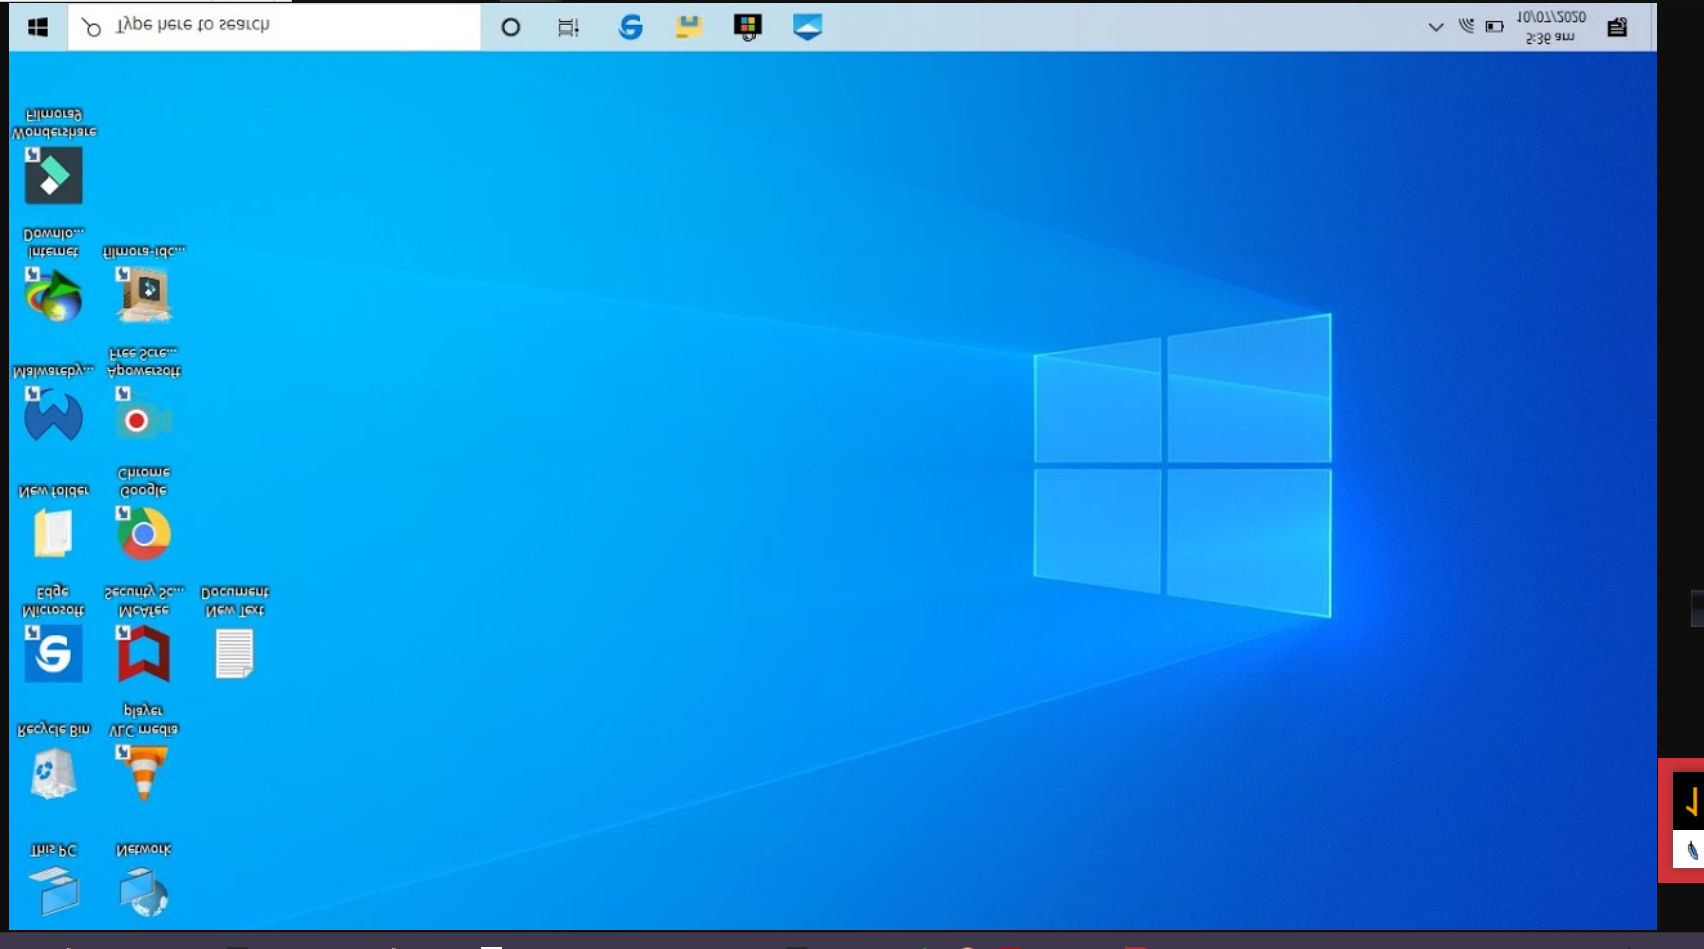 This PC
Network
Recycle Bin
VLC media
player
Microsoft
Edge
McAfee
Security Sc...
New Text
Document
New folder
Google
Chrome
Malwareby...
Apowersoft
Free Scre...
Internet
Downlo...
filmora-idc...
Wondershare
Filmora9
Type here to search
5:36 am
10/07/2020